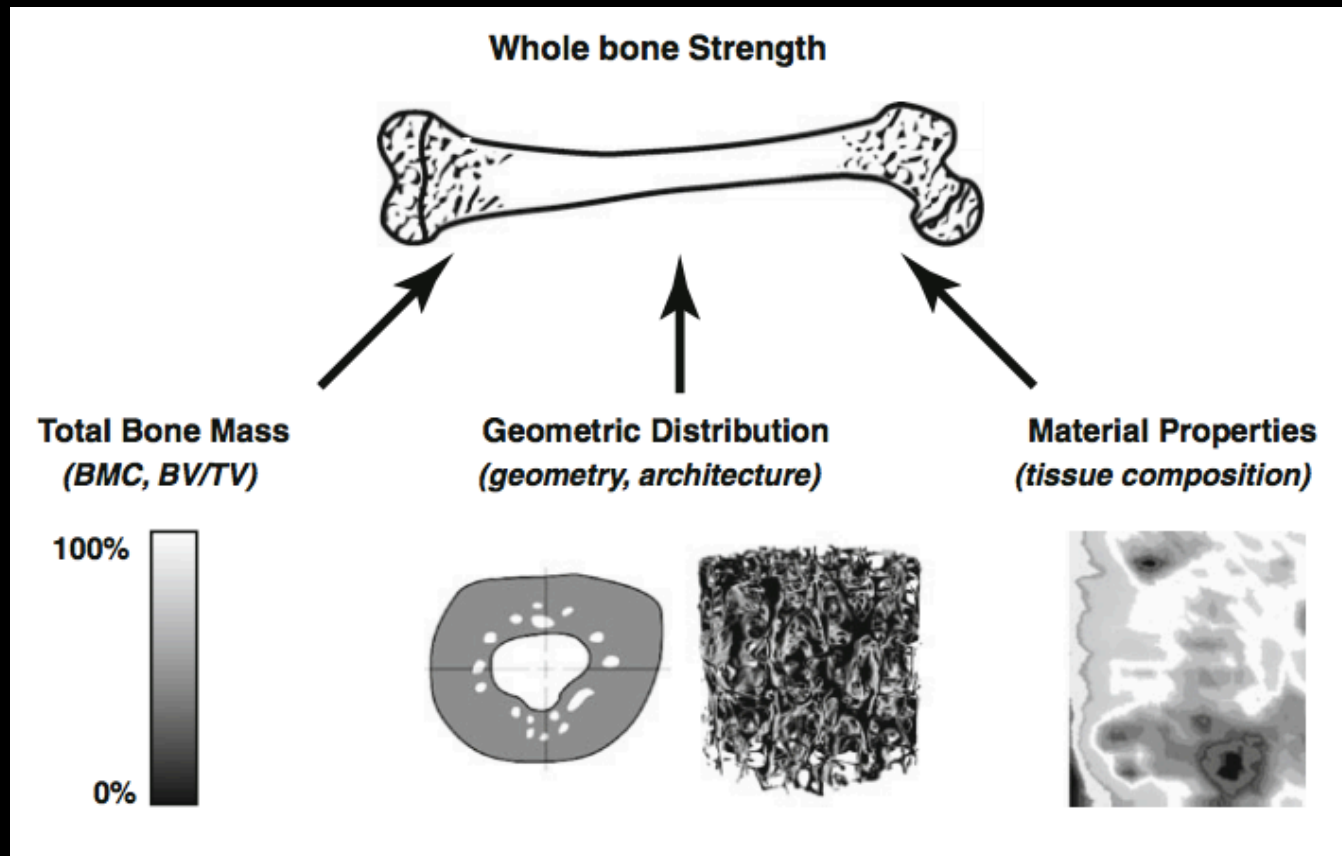 Whole bone Strength
Total Bone Mass
(BMC, BV/TV)
Geometric Distribution
(geometry, architecture)
Material Properties
(tissue composition)
100%
0%